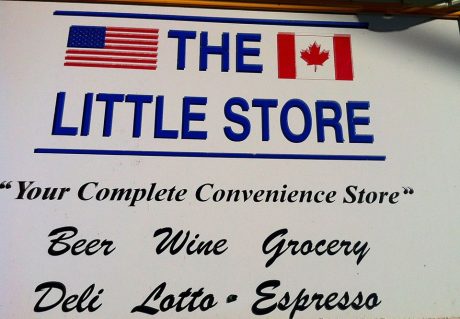 THE
LITTLE STORE
“Your Complete Convenience Store“
Beer Wine Grocery
Deli Lotto - Espresso